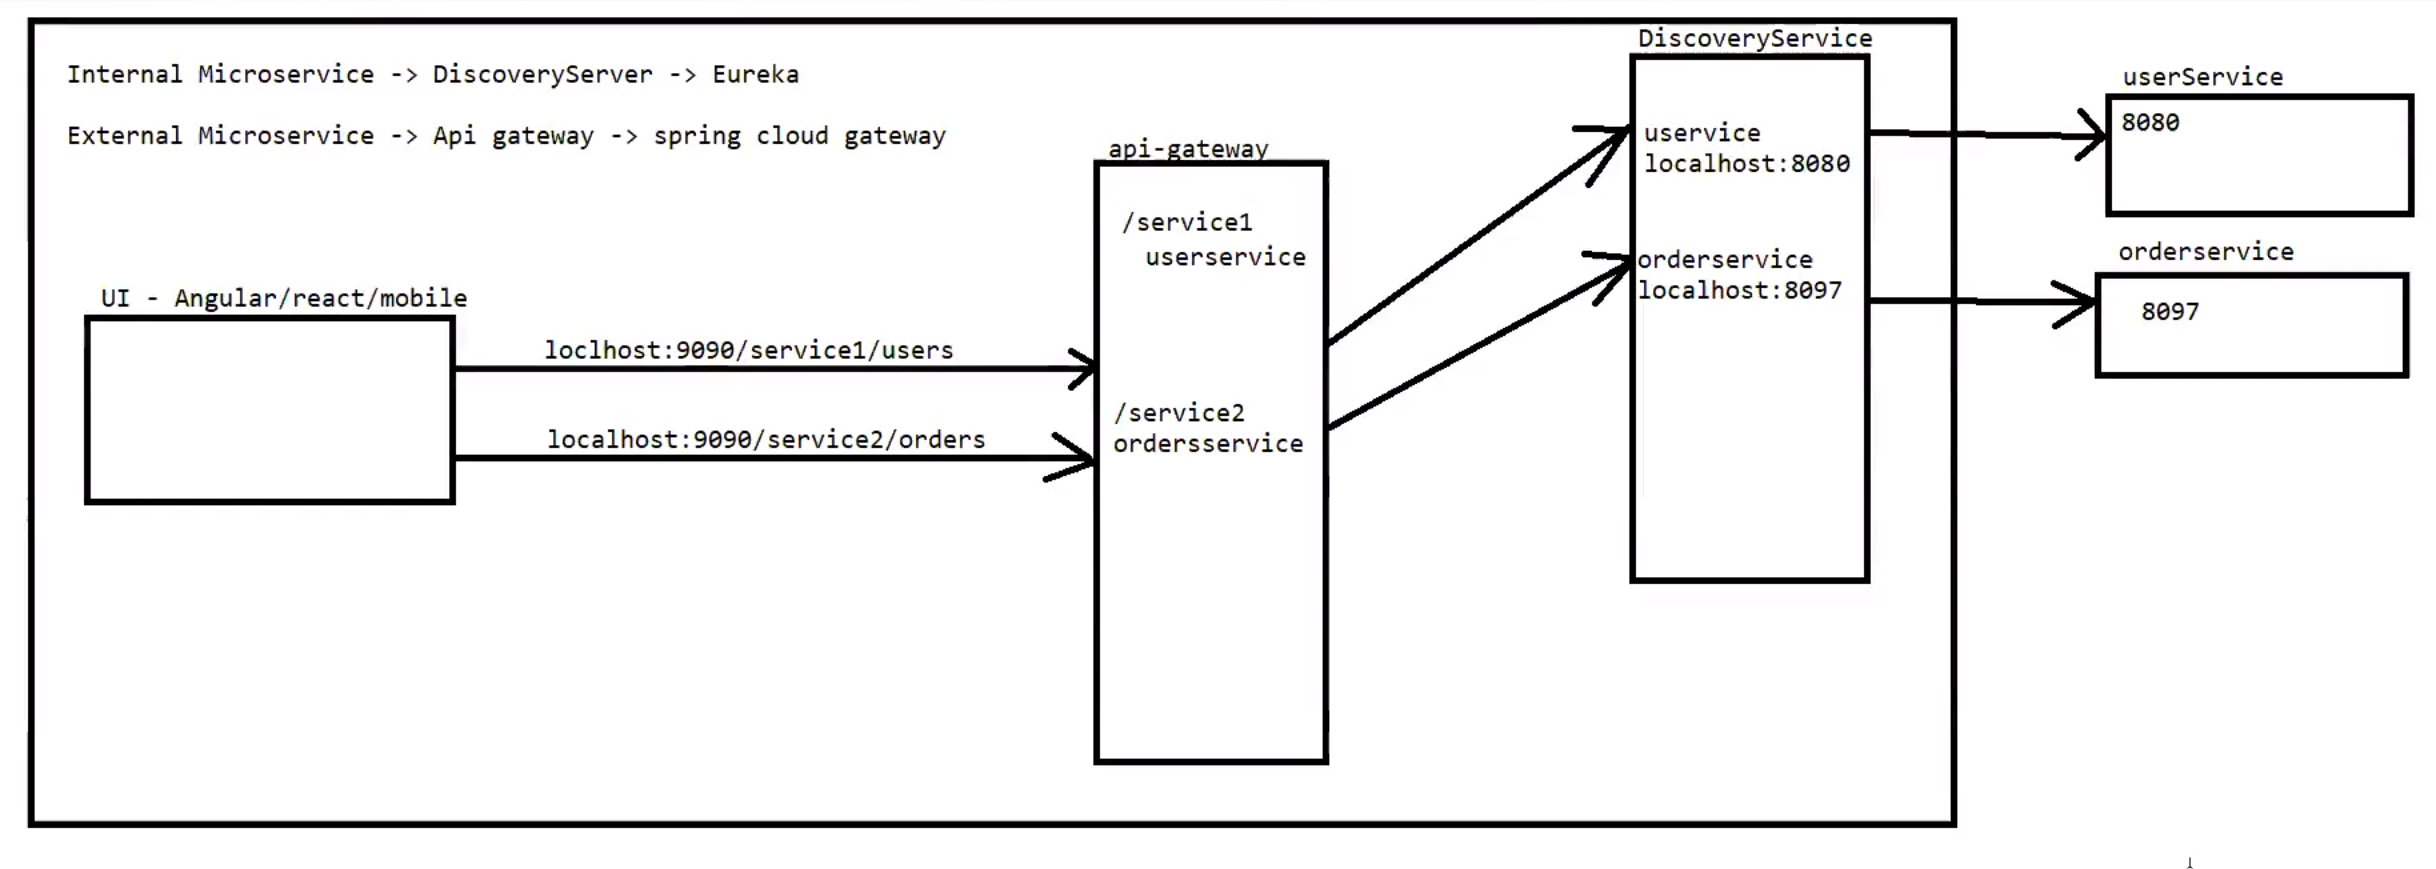 Internal Microservice -> DiscoveryServer -> Eureka
External Microservice -> Api gateway -> spring cloud gateway
UI - Angular/react/mobile
loclhost:9090/service1/users
localhost:9090/service2/orders
api-gateway
/service1
userservice
/service2
ordersservice
DiscoveryService
uservice
localhost:8080
orderservice
localhost:8097
userService
8080
orderservice
8097